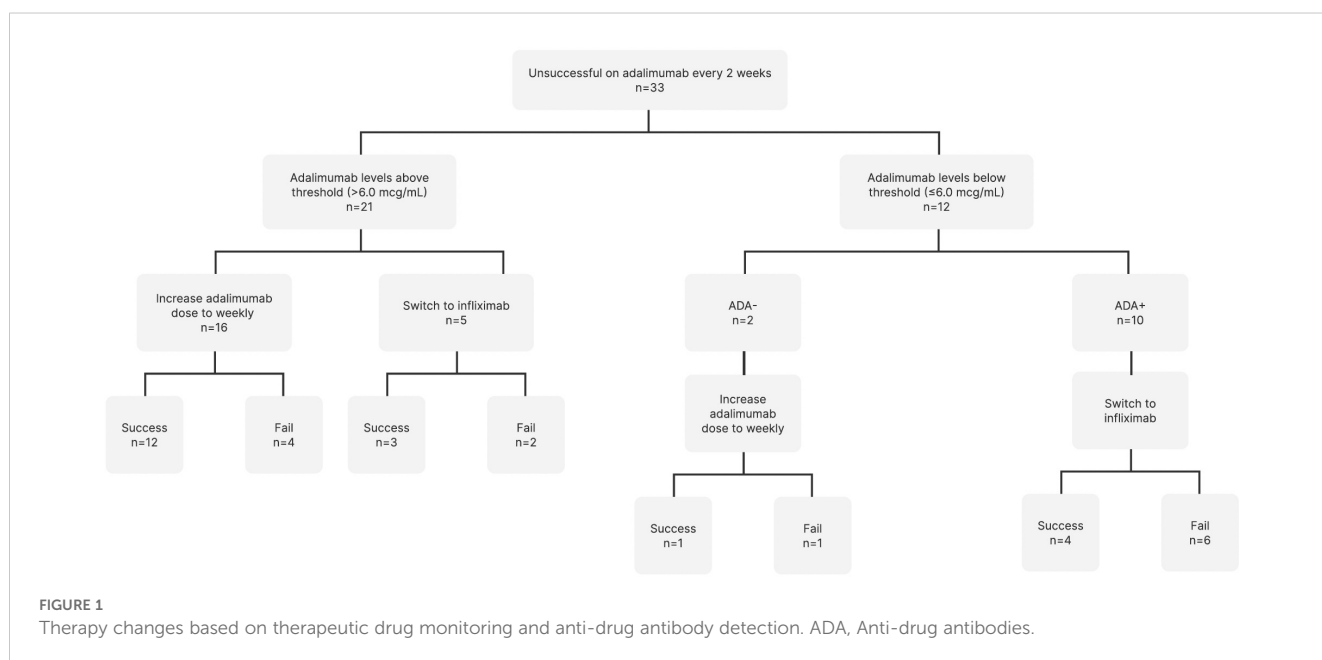 Unsuccessful on adalimumab every 2 weeks
n=33
Adalimumab levels above
threshold (>6.0 mcg/mL)
n=21
Adalimumab levels below
threshold (≤6.0 mcg/mL)
n=12
Increase adalimumab
dose to weekly
n=16
Switch to infliximab
n=5
ADA-
n=2
ADA+
n=10
Success
n=12
Fail
n=4
Success
n=3
Fail
n=2
Increase
adalimumab
dose to weekly
Switch to
infliximab
Success
n=1
Fail
n=1
Success
n=4
Fail
n=6
FIGURE 1
Therapy changes based on therapeutic drug monitoring and anti-drug antibody detection. ADA, Anti-drug antibodies.